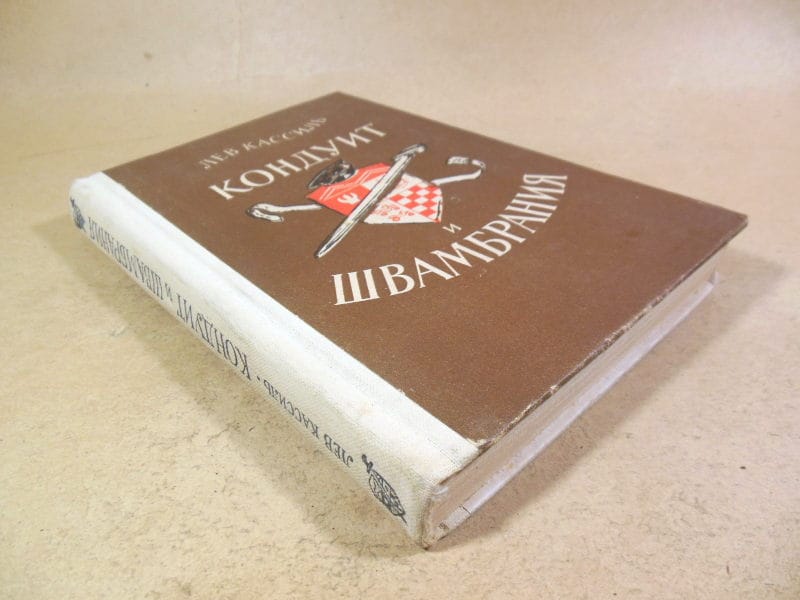 ЛЕВ КАССИЛЬ
КОНДУИТ
И
ШВАМБРАНИЯ
ЛЕВ КАССИЛЬ • КОНДУИТ и ШВАМБРАНИЯ